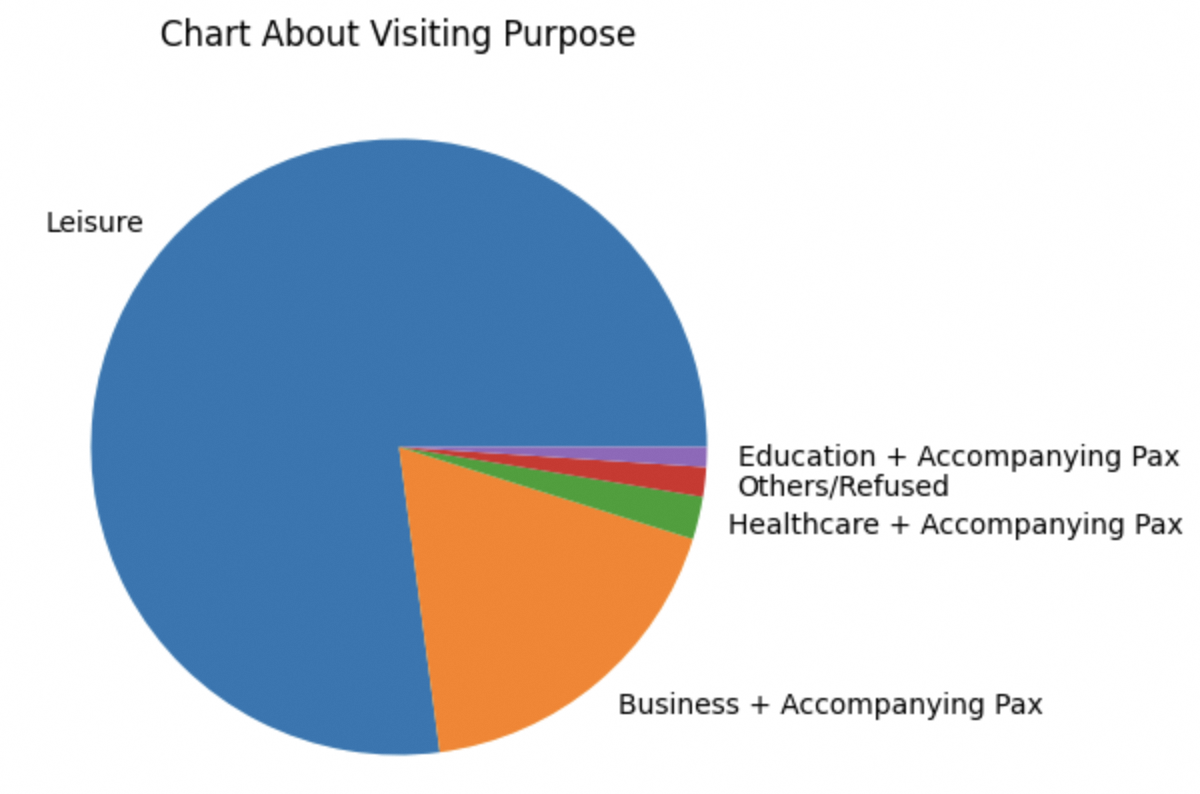 Chart About Visiting Purpose
Leisure
Education + Accompanying Pax
Others/Refused
Healthcare + Accompanying Pax
Business + Accompanying Pax